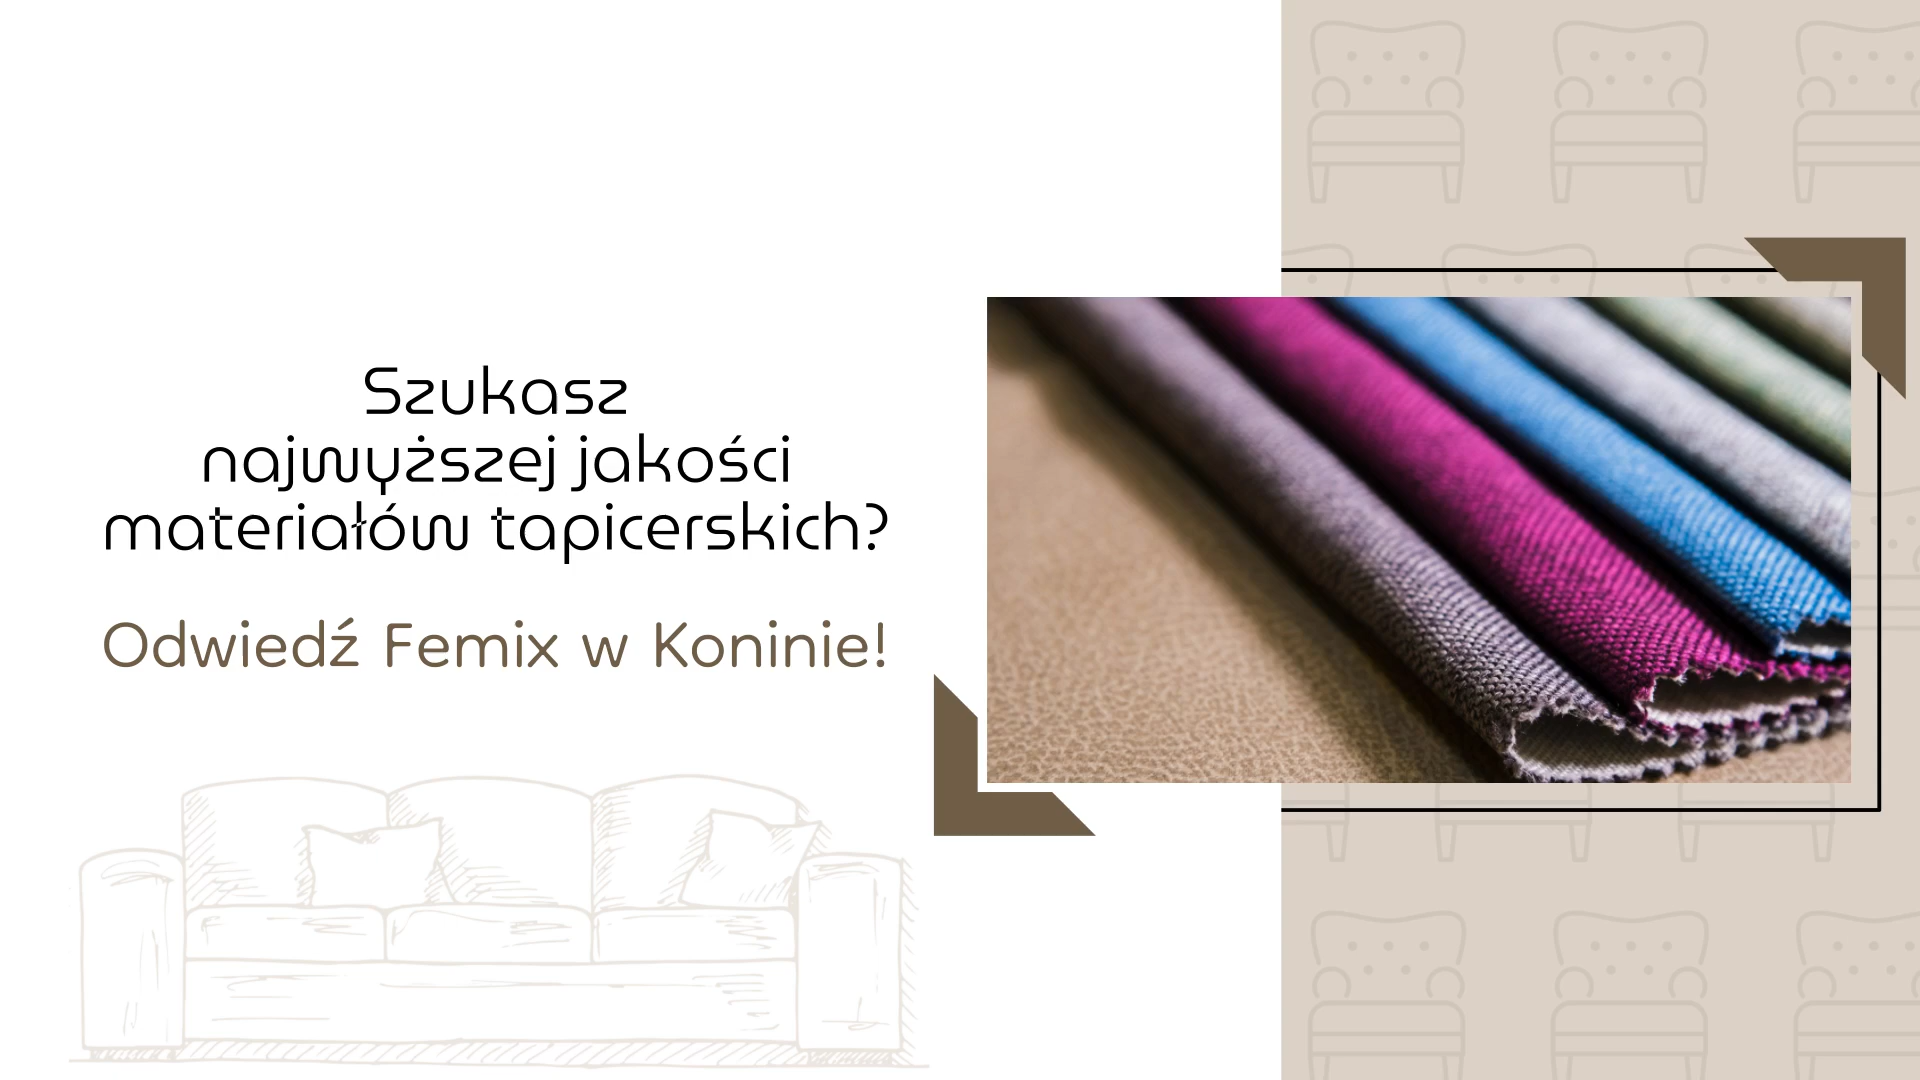 Szukasz
najwyższej jakości
materiałów tapicerskich?
Odwiedź Femix w Koninie!